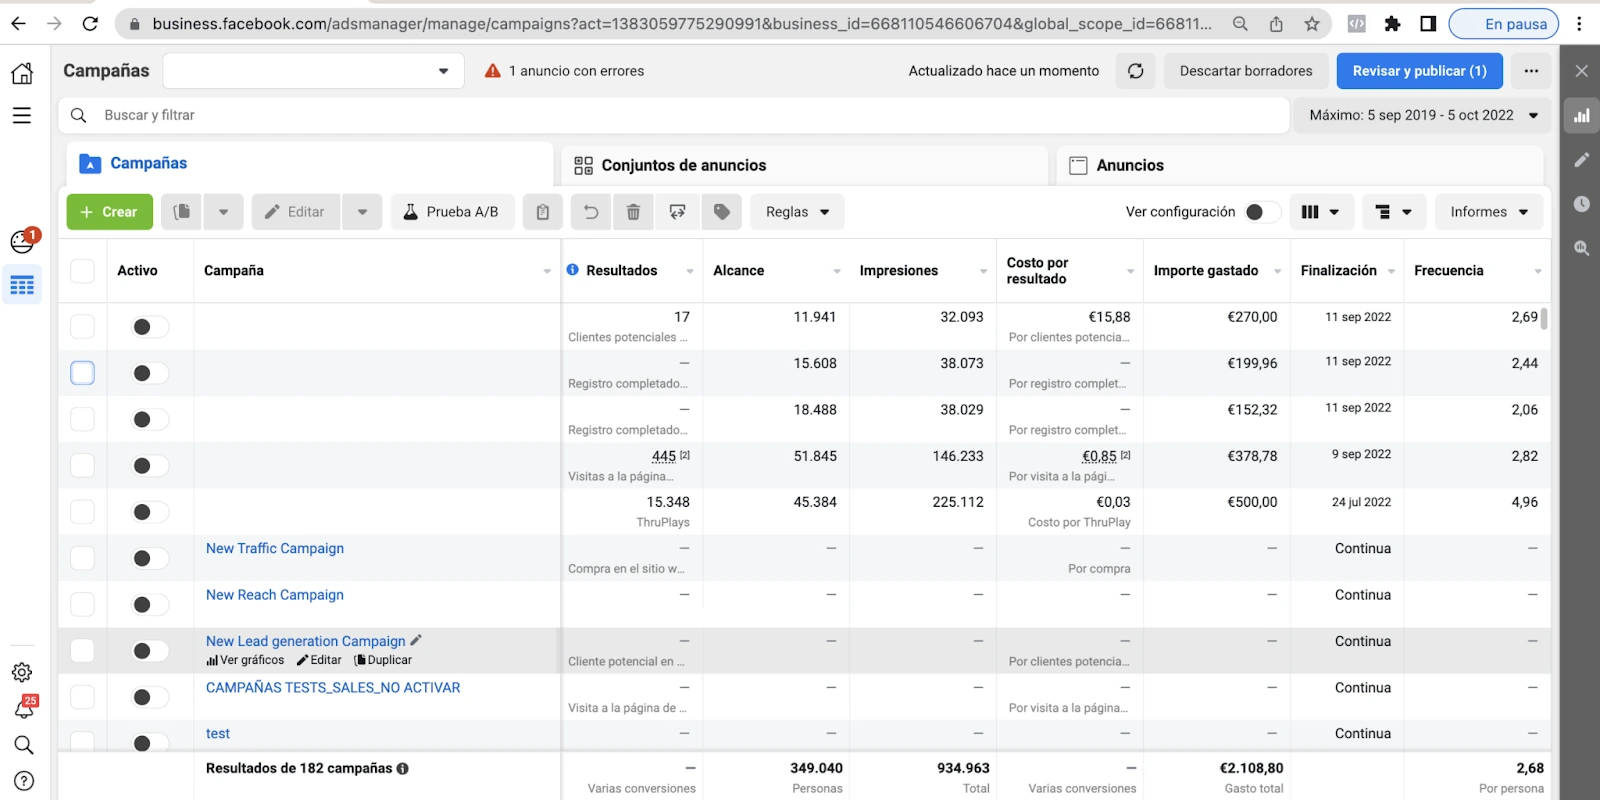 business.facebook.com/adsmanager/manage/campaigns?act=1383059775290991&business_id=668110546606704&global_scope_id=66811...
En pausa
Campañas
1 anuncio con errores
Actualizado hace un momento
Descartar borradores
Revisar y publicar (1)
Buscar y filtrar
Máximo: 5 sep 2019 - 5 oct 2022
Campañas
Conjuntos de anuncios
Anuncios
+ Crear
Editar
Prueba A/B
Reglas
Ver configuración
Informes
1
Activo
Campaña
Resultados
Alcance
Impresiones
Costo por resultado
Importe gastado
Finalización
Frecuencia
17 11.941 32.093 €15,88 €270,00 11 sep 2022 2,69
Clientes potenciales ... Por clientes potencia...
— 15.608 38.073 — €199,96 11 sep 2022 2,44
Registro completado... Por registro complet...
— 18.488 38.029 — €152,32 11 sep 2022 2,06
Registro completado... Por registro complet...
445 [2] 51.845 146.233 €0,85 [2] €378,78 9 sep 2022 2,82
Visitas a la página... Por visita a la pági...
15.348 45.384 225.112 €0,03 €500,00 24 jul 2022 4,96
ThruPlays Costo por ThruPlay
New Traffic Campaign — — — — — Continua —
Compra en el sitio w... Por compra
New Reach Campaign — — — — — Continua —
New Lead generation Campaign — — — — — Continua —
Ver gráficos Editar Duplicar Cliente potencial en ... Por clientes potencia...
CAMPAÑAS TESTS_SALES_NO ACTIVAR — — — — — Continua —
Visita a la página de ... Por visita a la página...
25
test — — — — — Continua —
Resultados de 182 campañas — 349.040 934.963 — €2.108,80 2,68
Varias conversiones Personas Total Varias conversiones Gasto total Por persona